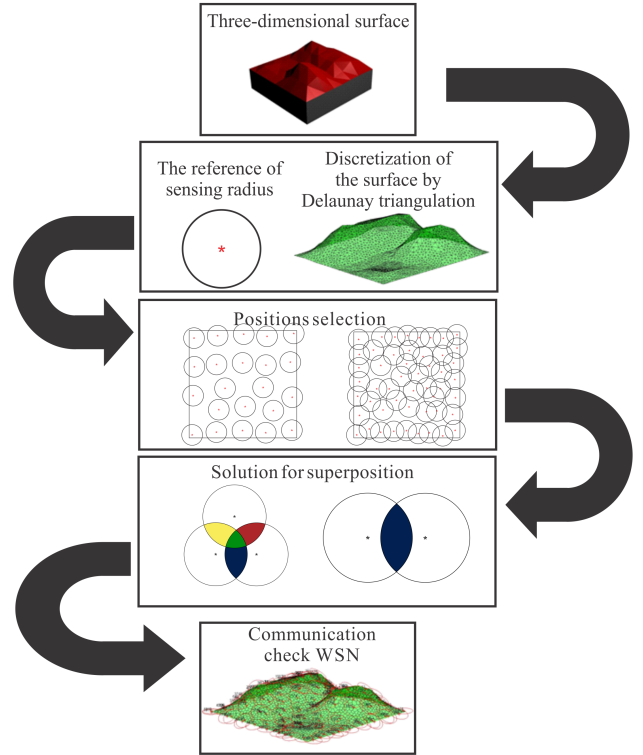 Three-dimensional surface
The reference of
sensing radius
Discretization of
the surface by
Delaunay triangulation
Positions selection
Solution for superposition
Communication
check WSN